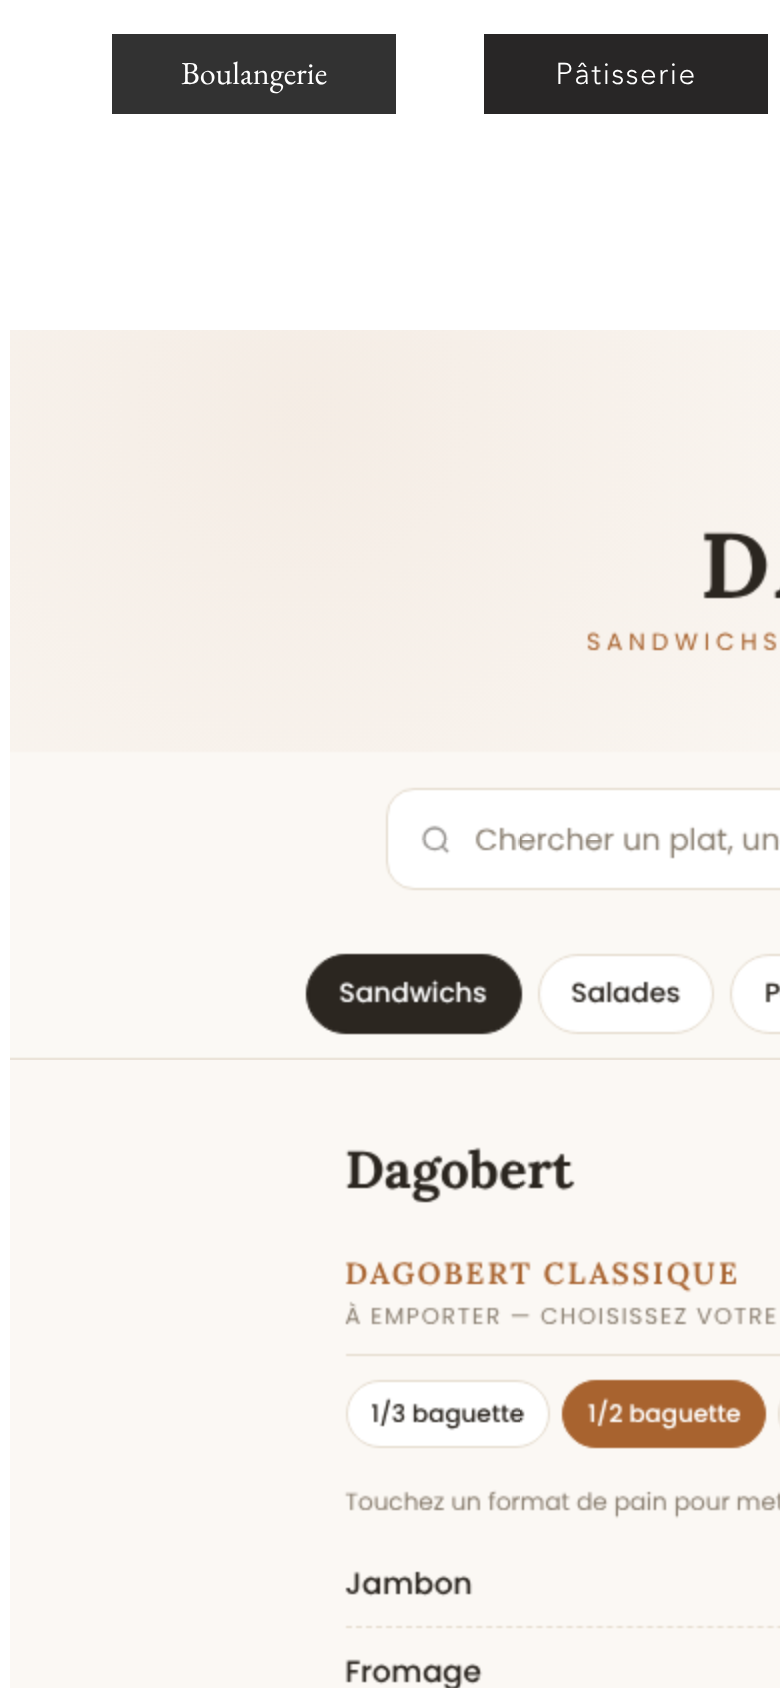 Boulangerie
Pâtisserie
SANDWICHS
Chercher un plat, un
Sandwichs
Salades
Dagobert
DAGOBERT CLASSIQUE
À EMPORTER — CHOISISSEZ VOTRE
1/3 baguette
1/2 baguette
Touchez un format de pain pour
Jambon
Fromage